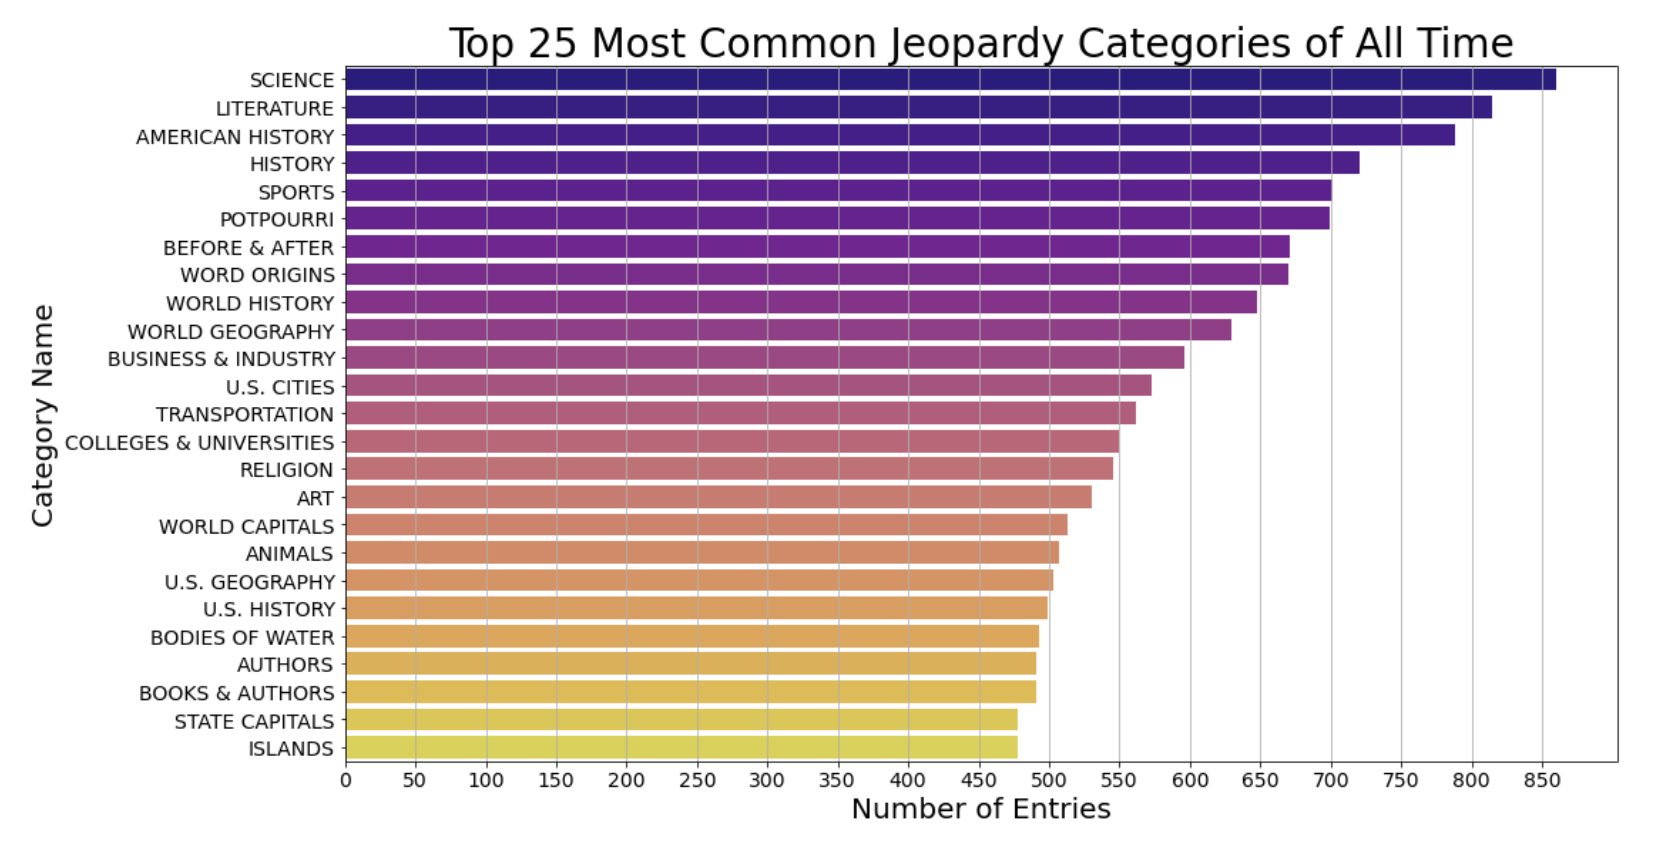 Top 25 Most Common Jeopardy Categories of All Time
SCIENCE
LITERATURE
AMERICAN HISTORY
HISTORY
SPORTS
POTPOURRI
BEFORE & AFTER
WORD ORIGINS
WORLD HISTORY
WORLD GEOGRAPHY
BUSINESS & INDUSTRY
U.S. CITIES
TRANSPORTATION
COLLEGES & UNIVERSITIES
RELIGION
ART
WORLD CAPITALS
ANIMALS
U.S. GEOGRAPHY
U.S. HISTORY
BODIES OF WATER
AUTHORS
BOOKS & AUTHORS
STATE CAPITALS
ISLANDS
Category Name
0 50 100 150 200 250 300 350 400 450 500 550 600 650 700 750 800 850
Number of Entries